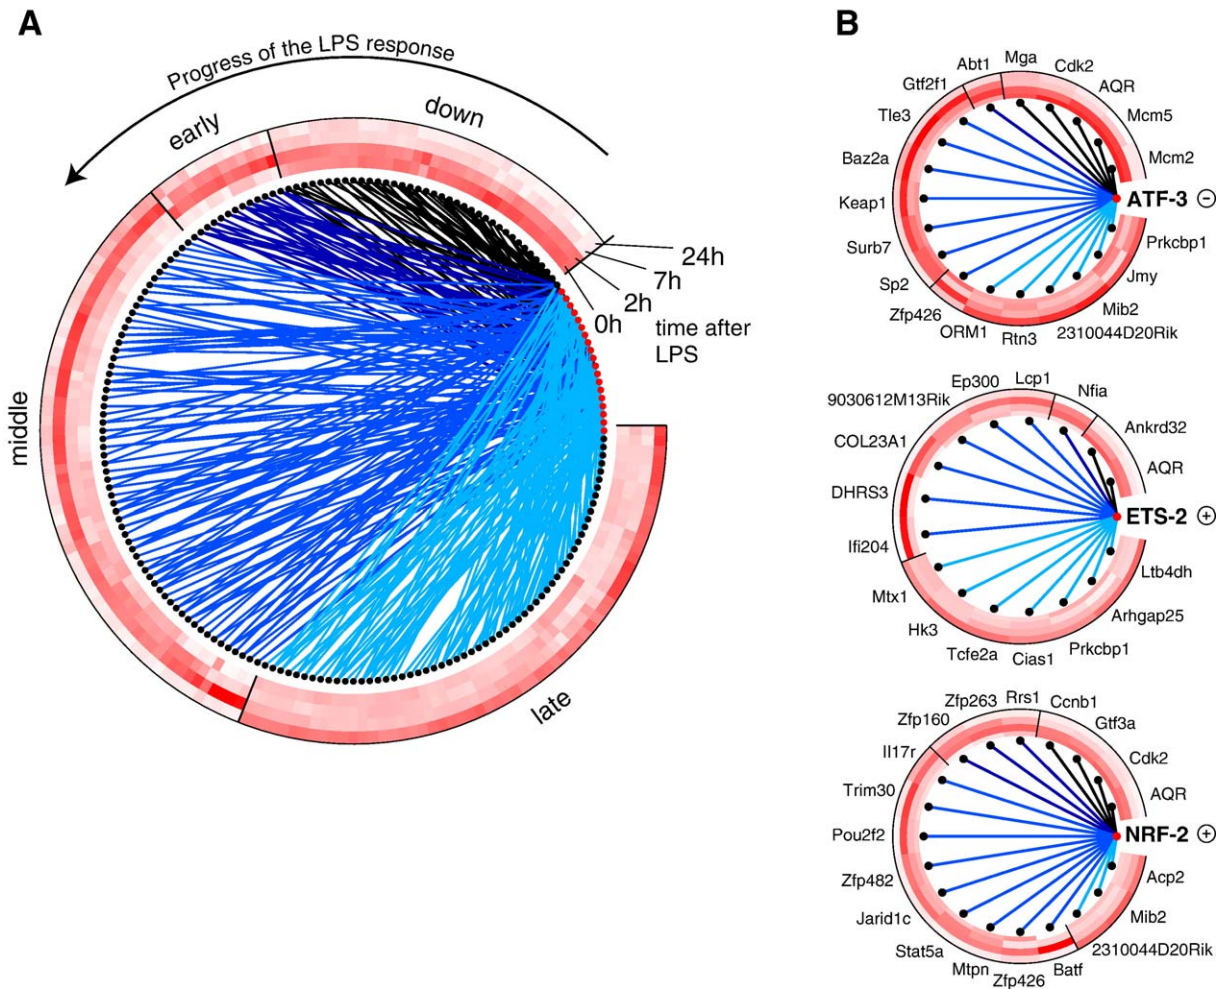 A
Progress of the LPS response
early
down
middle
late
24h
7h
2h
0h
time after
LPS
B
Abt1
Mga
Cdk2
Gtf2f1
AQR
Tle3
Mcm5
Baz2a
Mcm2
Keap1
ATF-3 −
Surb7
Prkcbp1
Sp2
Jmy
Zfp426
Mib2
ORM1
Rtn3
2310044D20Rik
Ep300
Lcp1
Nfia
9030612M13Rik
Ankrd32
COL23A1
AQR
DHRS3
ETS-2 +
Ifi204
Ltb4dh
Mtx1
Arhgap25
Hk3
Prkcbp1
Tcfe2a
Cias1
Zfp263
Rrs1
Ccnb1
Zfp160
Gtf3a
Il17r
Cdk2
Trim30
AQR
Pou2f2
NRF-2 +
Zfp482
Acp2
Jarid1c
Mib2
Stat5a
2310044D20Rik
Mtpn
Zfp426
Batf